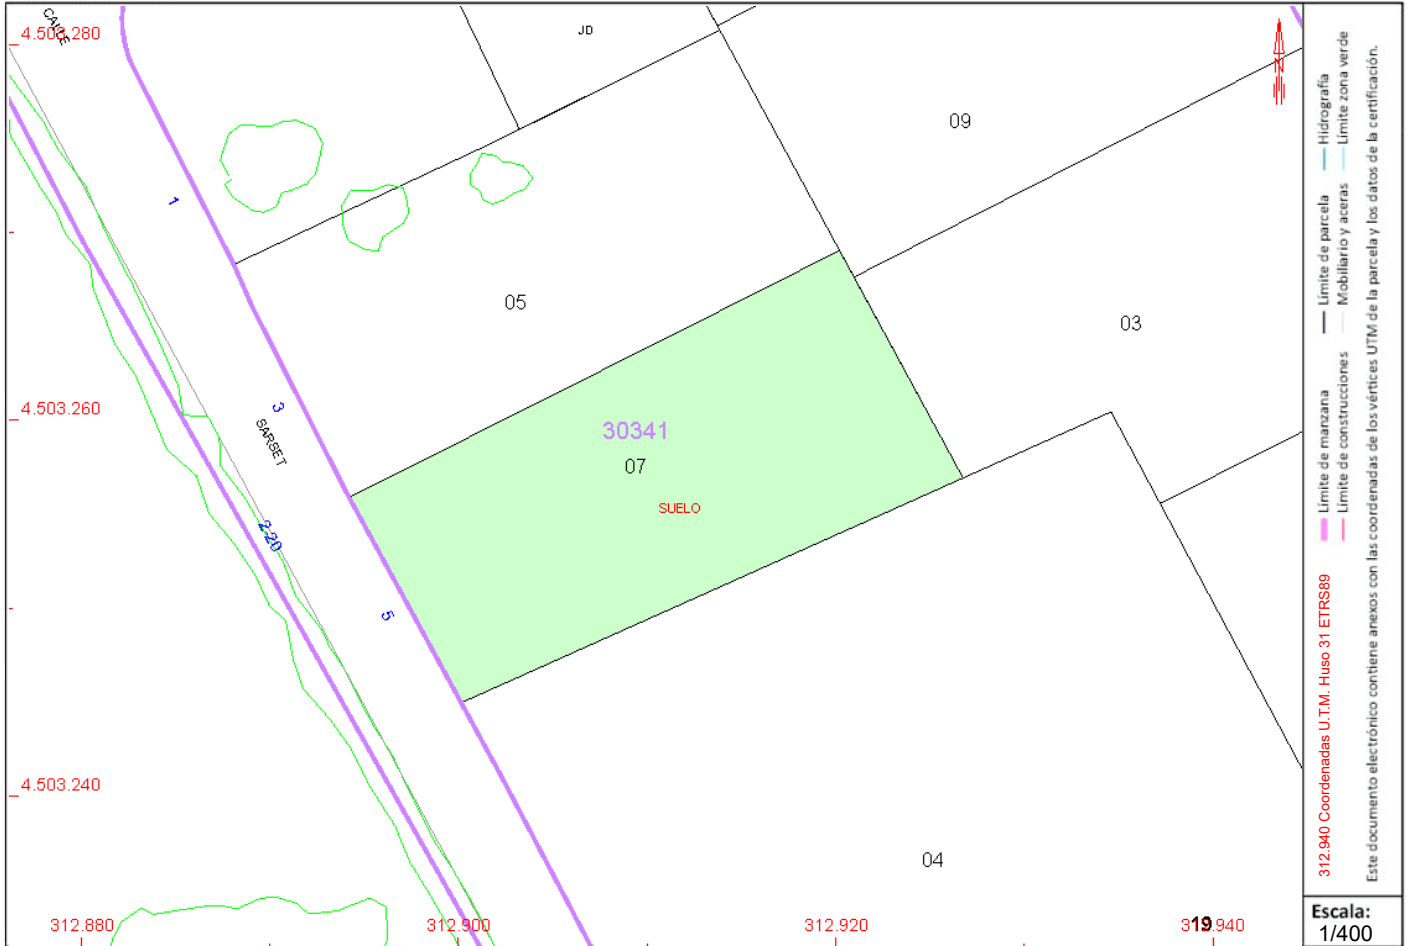 CALLE
4.503.280
JD
09
1
05
03
3
4.503.260
SARSET
30341
07
SUELO
2-20
5
4.503.240
04
312.880
312.900
312.920
312.940
19
N
Límite de manzana
Límite de parcela
Hidrografía
Límite de construcciones
Mobiliario y aceras
Límite zona verde
312.940 Coordenadas U.T.M. Huso 31 ETRS89
Este documento electrónico contiene anexos con las coordenadas de los vértices UTM de la parcela y los datos de la certificación.
Escala:
1/400